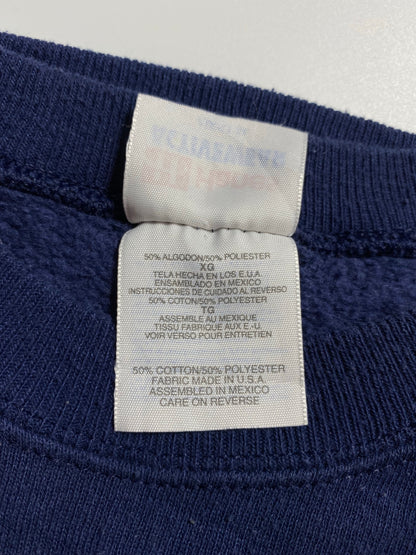 ACTIVEWEAR
50% ALGODON/50% POLIESTER
XG
TELA HECHA EN LOS E.U.A.
ENSAMBLADO EN MEXICO
INSTRUCCIONES DE CUIDADO AL REVERSO
50% COTON/50% POLYESTER
TG
ASSEMBLE AU MEXIQUE
TISSU FABRIQUE AUX E.-U.
VOIR VERSO POUR ENTRETIEN
50% COTTON/50% POLYESTER
FABRIC MADE IN U.S.A.
ASSEMBLED IN MEXICO
CARE ON REVERSE